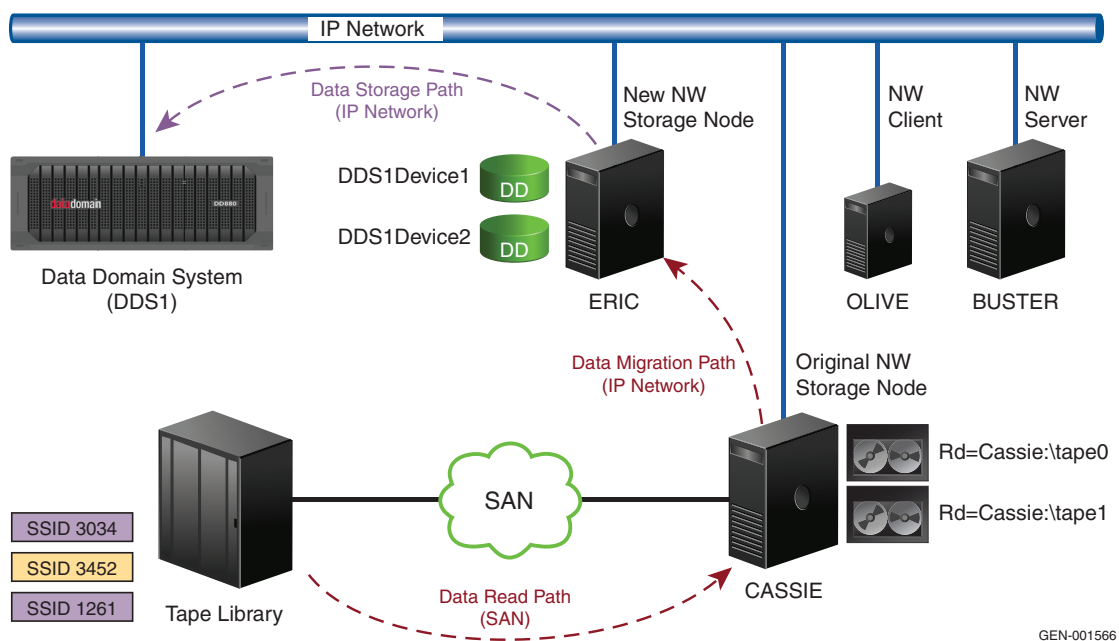 IP Network
Data Storage Path
(IP Network)
New NW
Storage Node
NW
Client
NW
Server
DDS1Device1
DD
DDS1Device2
DD
datadomain
DD880
Data Domain System
(DDS1)
ERIC
OLIVE
BUSTER
Data Migration Path
(IP Network)
Original NW
Storage Node
Rd=Cassie:\tape0
Rd=Cassie:\tape1
SAN
SSID 3034
SSID 3452
SSID 1261
Tape Library
Data Read Path
(SAN)
CASSIE
GEN-001566